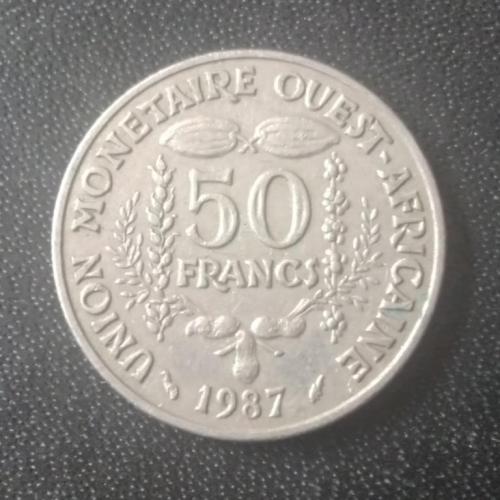 UNION MONETAIRE OUEST-AFRICAINE
50
FRANCS
1987